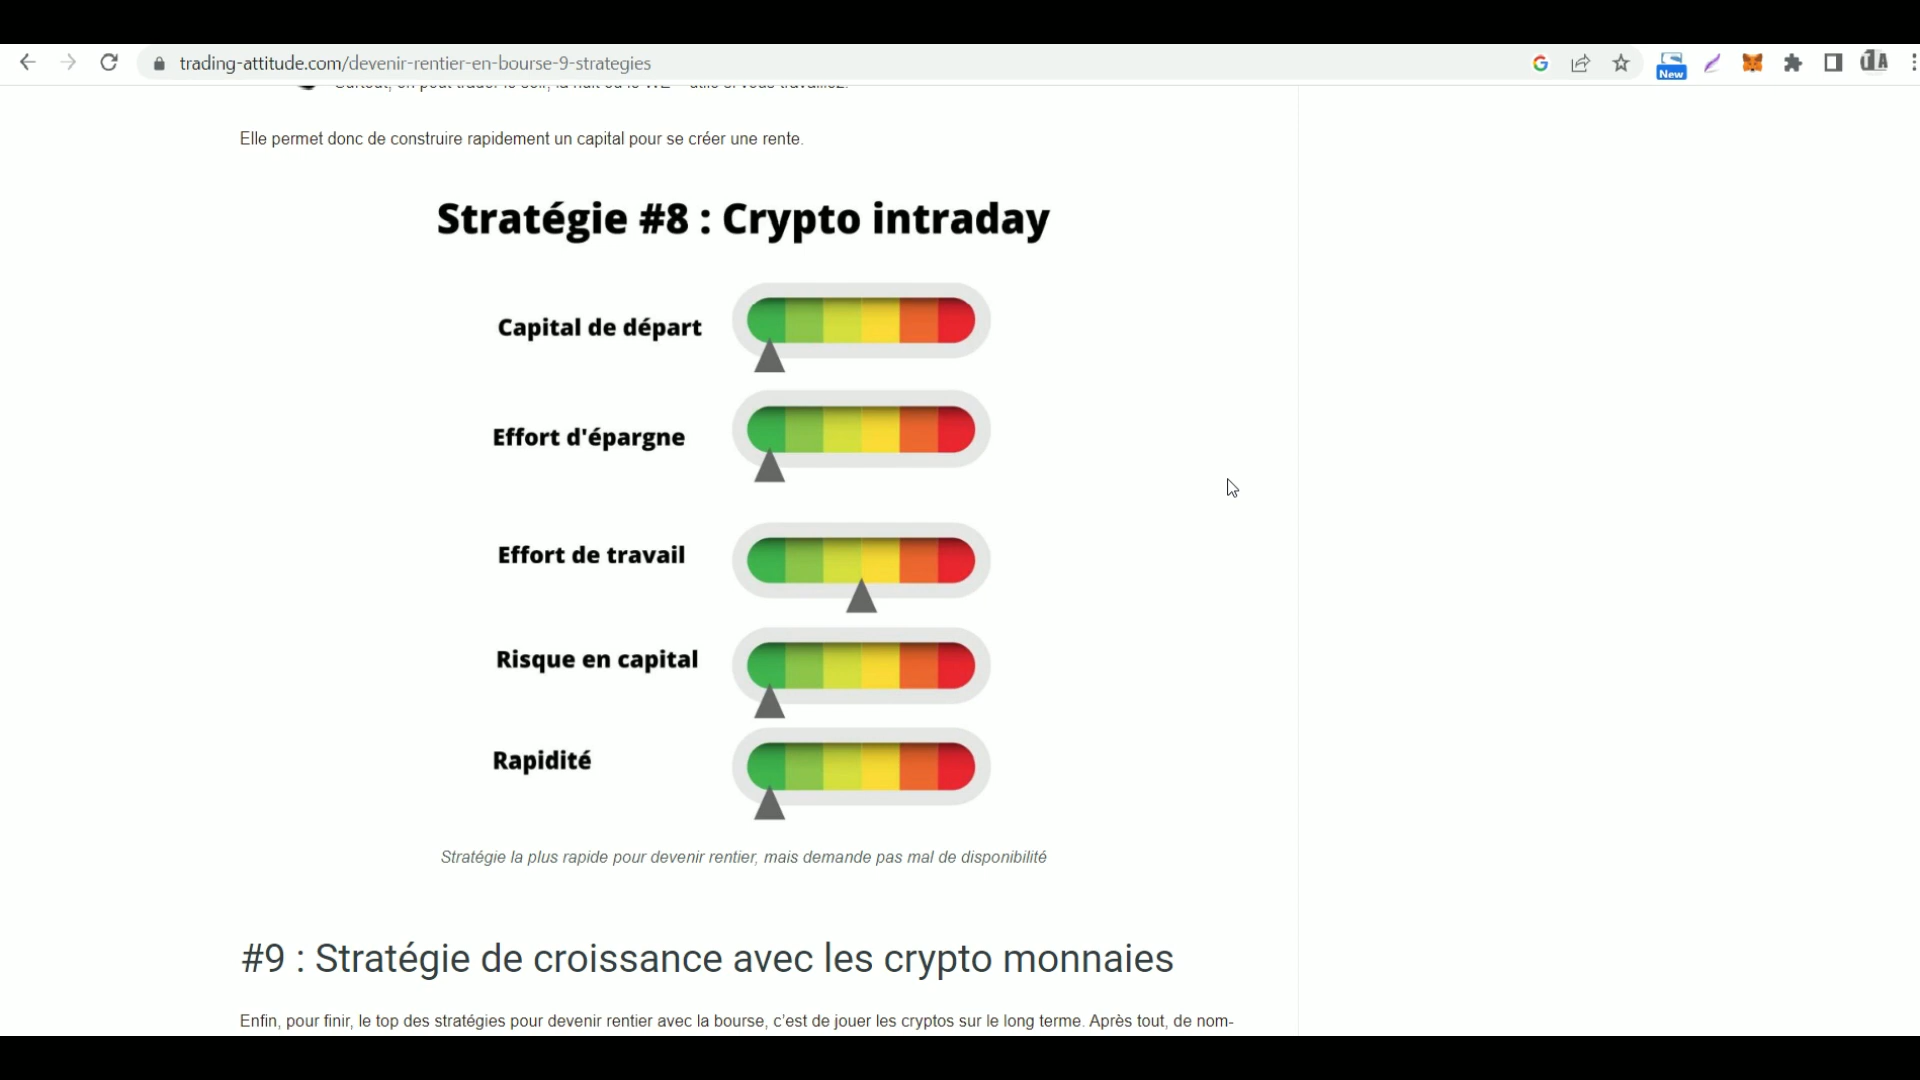 trading-attitude.com/devenir-rentier-en-bourse-9-strategies
New
Elle permet donc de construire rapidement un capital pour se créer une rente.
Stratégie #8 : Crypto intraday
Capital de départ
Effort d'épargne
Effort de travail
Risque en capital
Rapidité
Stratégie la plus rapide pour devenir rentier, mais demande pas mal de disponibilité
#9 : Stratégie de croissance avec les crypto monnaies
Enfin, pour finir, le top des stratégies pour devenir rentier avec la bourse, c'est de jouer les cryptos sur le long terme. Après tout, de nom-